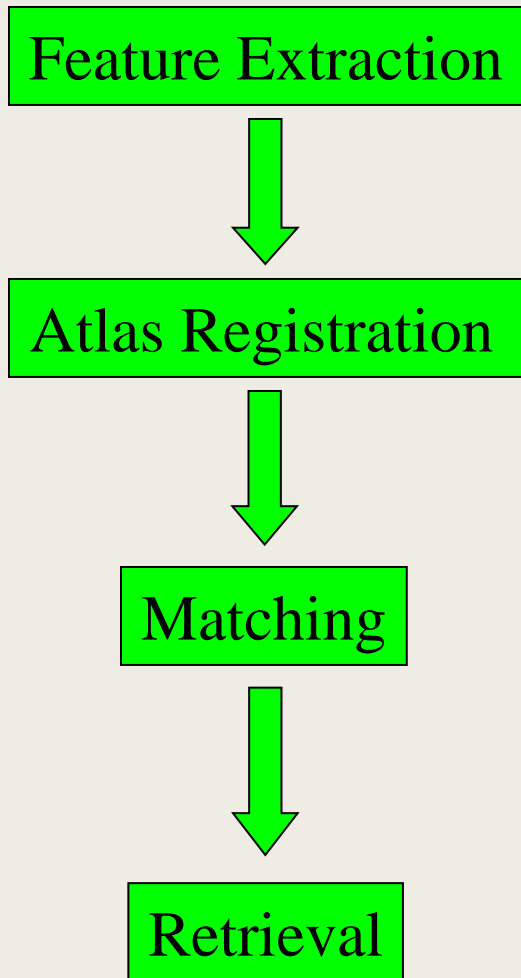 Feature Extraction
Atlas Registration
Matching
Retrieval